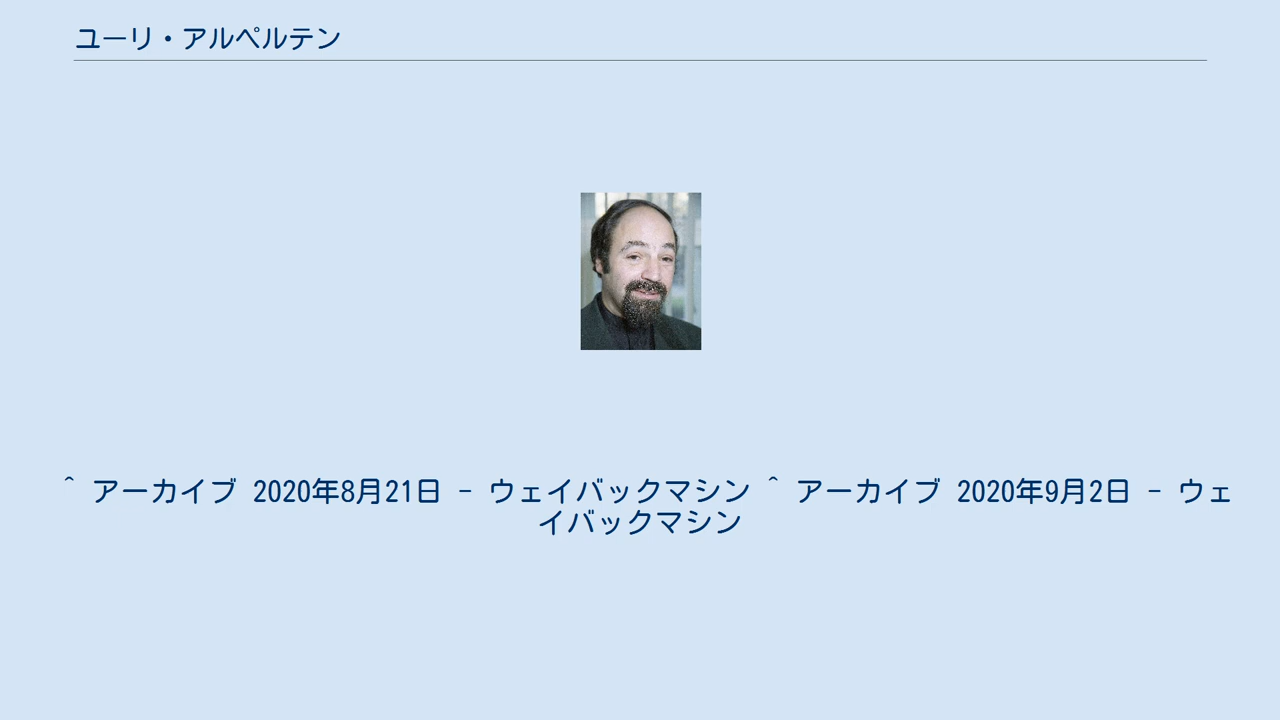 ユーリ・アルペルテン
^ アーカイブ 2020年8月21日 - ウェイバックマシン ^ アーカイブ 2020年9月2日 - ウェ
イバックマシン